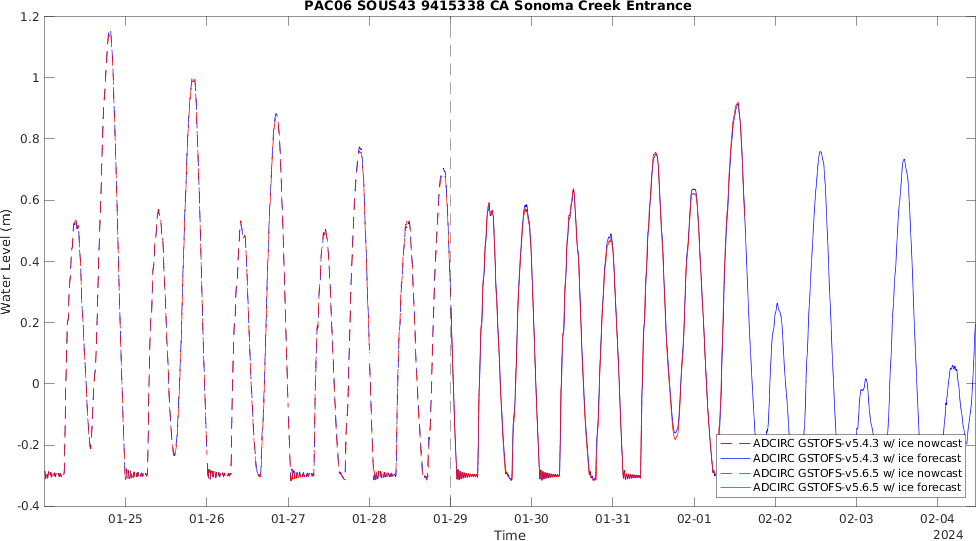 PAC06 SOUS43 9415338 CA Sonoma Creek Entrance
Water Level (m)
1.2
1
0.8
0.6
0.4
0.2
0
-0.2
-0.4
ADCIRC GSTOFS-v5.4.3 w/ ice nowcast
ADCIRC GSTOFS-v5.4.3 w/ ice forecast
ADCIRC GSTOFS-v5.6.5 w/ ice nowcast
ADCIRC GSTOFS-v5.6.5 w/ ice forecast
01-25 01-26 01-27 01-28 01-29 01-30 01-31 02-01 02-02 02-03 02-04
Time
2024